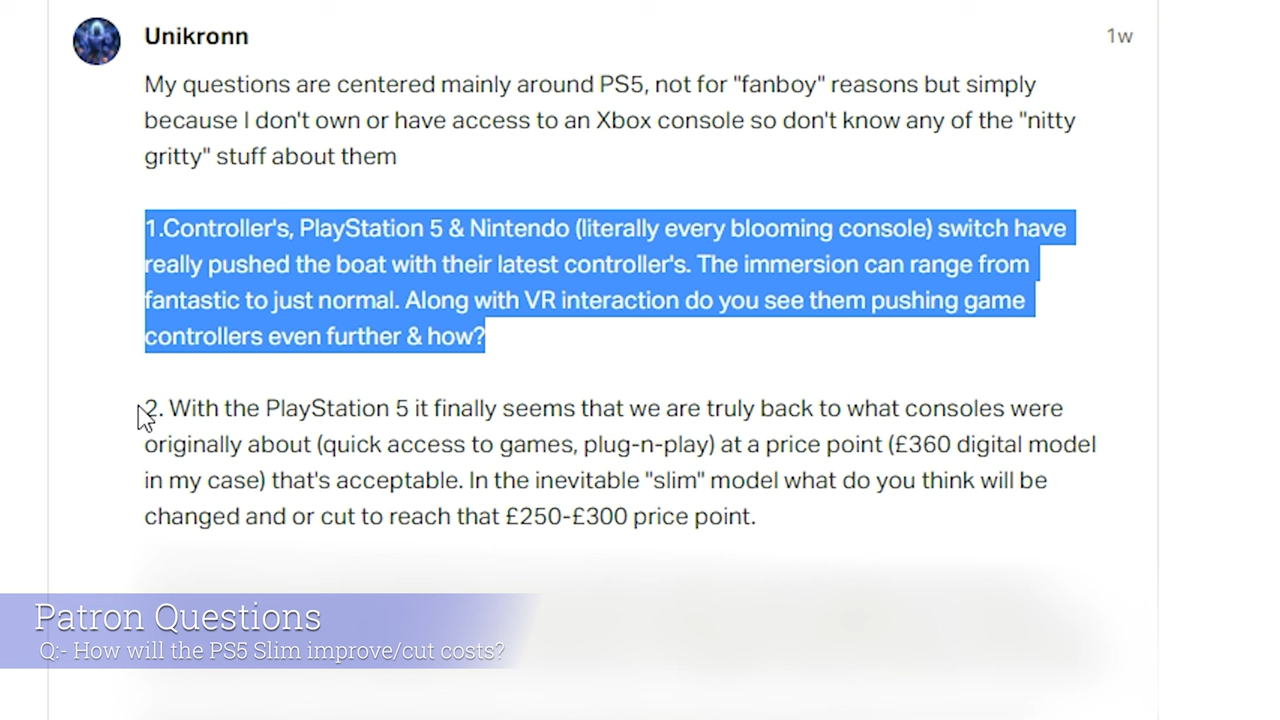 Unikronn
1w
My questions are centered mainly around PS5, not for "fanboy" reasons but simply
because I don't own or have access to an Xbox console so don't know any of the "nitty
gritty" stuff about them
1.Controller's, PlayStation 5 & Nintendo (literally every blooming console) switch have
really pushed the boat with their latest controller's. The immersion can range from
fantastic to just normal. Along with VR interaction do you see them pushing game
controllers even further & how?
2. With the PlayStation 5 it finally seems that we are truly back to what consoles were
originally about (quick access to games, plug-n-play) at a price point (£360 digital model
in my case) that's acceptable. In the inevitable "slim" model what do you think will be
changed and or cut to reach that £250-£300 price point.
Patron Questions
Q:- How will the PS5 Slim improve/cut costs?